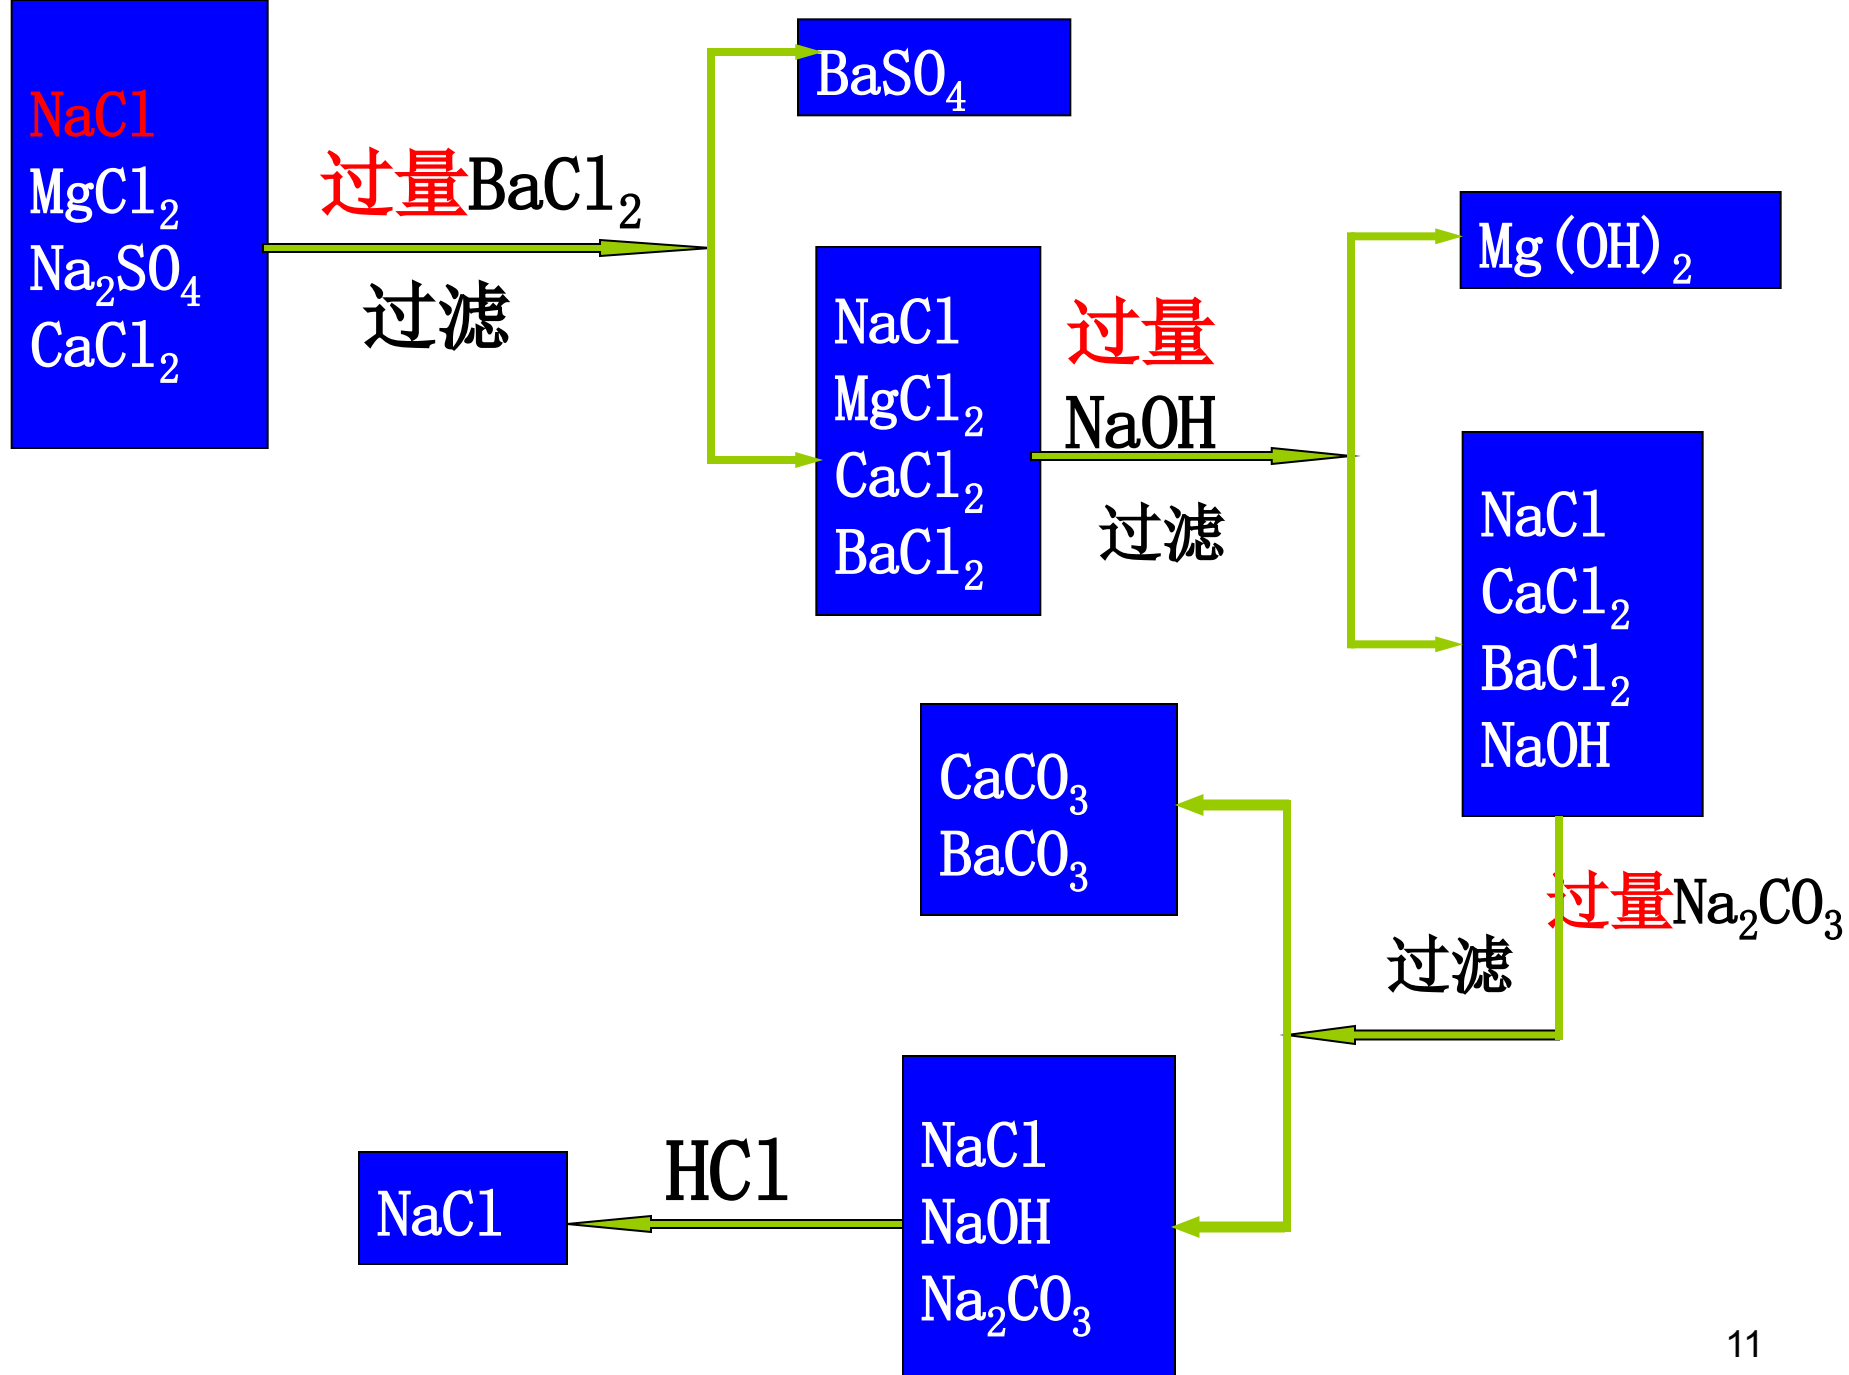 NaCl
MgCl₂
Na₂SO₄
CaCl₂
过量BaCl₂
过滤
BaSO₄
NaCl
MgCl₂
CaCl₂
BaCl₂
过量
NaOH
过滤
Mg(OH)₂
NaCl
CaCl₂
BaCl₂
NaOH
过量Na₂CO₃
过滤
CaCO₃
BaCO₃
NaCl
NaOH
Na₂CO₃
HCl
NaCl
11